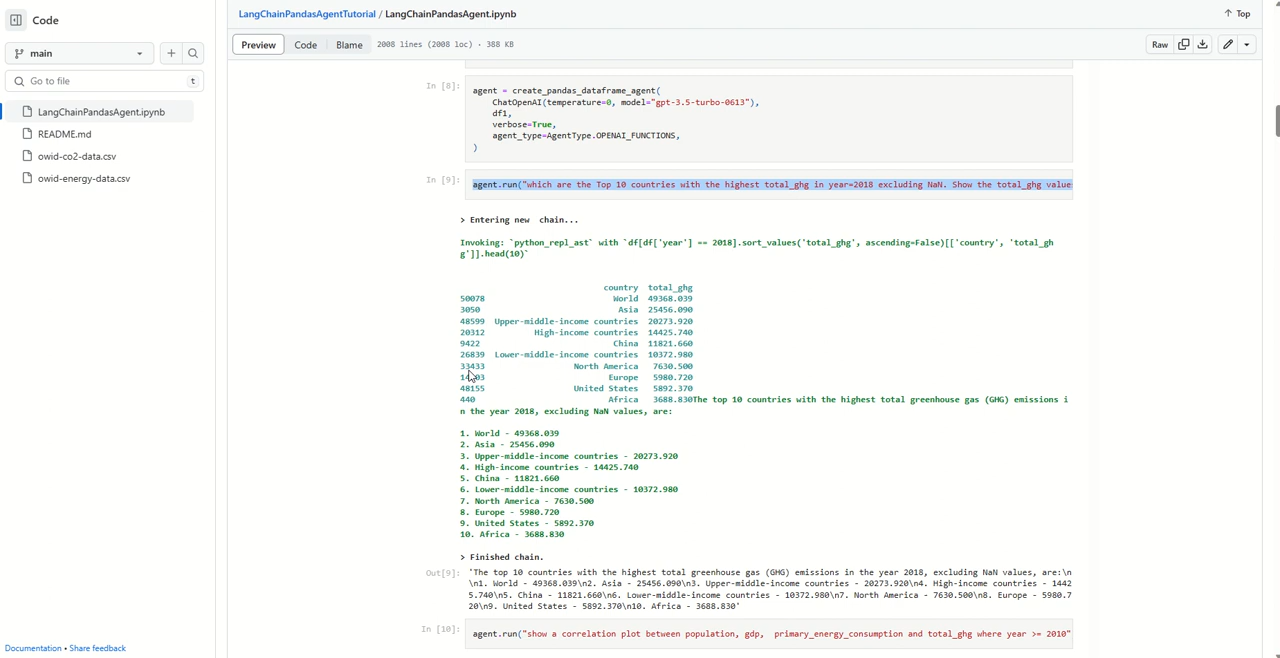 Code
main
Go to file
t
LangChainPandasAgent.ipynb
README.md
owid-co2-data.csv
owid-energy-data.csv
Documentation • Share feedback
LangChainPandasAgentTutorial / LangChainPandasAgent.ipynb
Top
Preview Code Blame 2008 lines (2008 loc) · 388 KB
Raw
In [8]:
agent = create_pandas_dataframe_agent(
ChatOpenAI(temperature=0, model="gpt-3.5-turbo-0613"),
df1,
verbose=True,
agent_type=AgentType.OPENAI_FUNCTIONS,
)
In [9]:
agent.run("which are the Top 10 countries with the highest total_ghg in year=2018 excluding NaN. Show the total_ghg value
> Entering new  chain...
Invoking: `python_repl_ast` with `df[df['year'] == 2018].sort_values('total_ghg', ascending=False)[['country', 'total_gh
g']].head(10)`
country total_ghg
50078 World 49368.039
3050 Asia 25456.090
48599 Upper-middle-income countries 20273.920
20312 High-income countries 14425.740
9422 China 11821.660
26839 Lower-middle-income countries 10372.980
33433 North America 7630.500
Europe 5980.720
48155 United States 5892.370
440 Africa 3688.830The top 10 countries with the highest total greenhouse gas (GHG) emissions i
n the year 2018, excluding NaN values, are:
1. World - 49368.039
2. Asia - 25456.090
3. Upper-middle-income countries - 20273.920
4. High-income countries - 14425.740
5. China - 11821.660
6. Lower-middle-income countries - 10372.980
7. North America - 7630.500
8. Europe - 5980.720
9. United States - 5892.370
10. Africa - 3688.830
> Finished chain.
Out[9]: 'The top 10 countries with the highest total greenhouse gas (GHG) emissions in the year 2018, excluding NaN values, are:\n
\n1. World - 49368.039\n2. Asia - 25456.090\n3. Upper-middle-income countries - 20273.920\n4. High-income countries - 1442
5.740\n5. China - 11821.660\n6. Lower-middle-income countries - 10372.980\n7. North America - 7630.500\n8. Europe - 5980.7
20\n9. United States - 5892.370\n10. Africa - 3688.830'
In [10]:
agent.run("show a correlation plot between population, gdp,  primary_energy_consumption and total_ghg where year >= 2010"